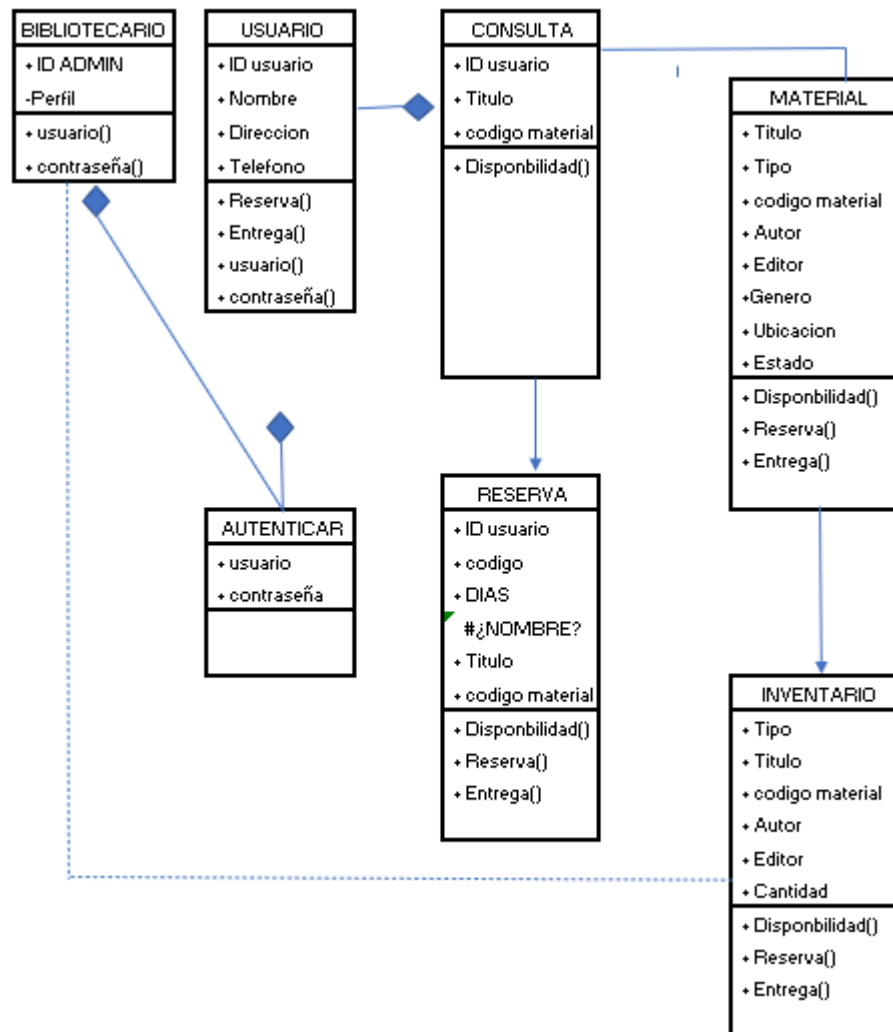 BIBLIOTECARIO
+ ID ADMIN
-Perfil
+ usuario()
+ contraseña()
USUARIO
+ ID usuario
+ Nombre
+ Direccion
+ Telefono
+ Reserva()
+ Entrega()
+ usuario()
+ contraseña()
CONSULTA
+ ID usuario
+ Titulo
+ codigo material
+ Disponbilidad()
MATERIAL
+ Titulo
+ Tipo
+ codigo material
+ Autor
+ Editor
+Genero
+ Ubicacion
+ Estado
+ Disponbilidad()
+ Reserva()
+ Entrega()
AUTENTICAR
+ usuario
+ contraseña
RESERVA
+ ID usuario
+ codigo
+ DIAS
#¿NOMBRE?
+ Titulo
+ codigo material
+ Disponbilidad()
+ Reserva()
+ Entrega()
INVENTARIO
+ Tipo
+ Titulo
+ codigo material
+ Autor
+ Editor
+ Cantidad
+ Disponbilidad()
+ Reserva()
+ Entrega()